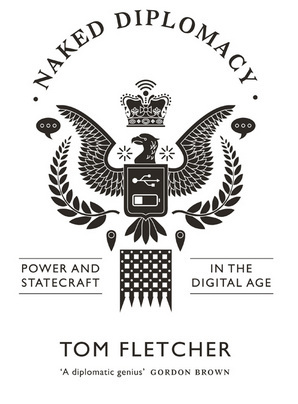 • NAKED DIPLOMACY •
POWER AND
STATECRAFT
IN THE
DIGITAL AGE
TOM FLETCHER
‘A diplomatic genius’ GORDON BROWN